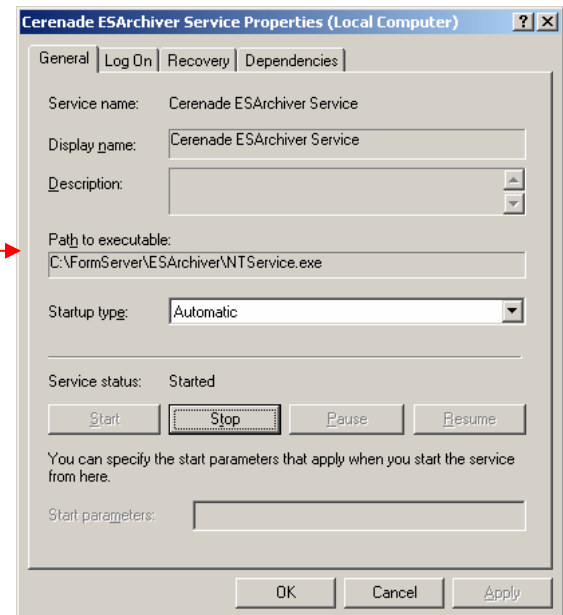 Cerenade ESArchiver Service Properties (Local Computer)
General Log On Recovery Dependencies
Service name: Cerenade ESArchiver Service
Display name: Cerenade ESArchiver Service
Description:
Path to executable:
C:\FormServer\ESArchiver\NTService.exe
Startup type: Automatic
Service status: Started
Start Stop Pause Resume
You can specify the start parameters that apply when you start the service
from here.
Start parameters:
OK Cancel Apply